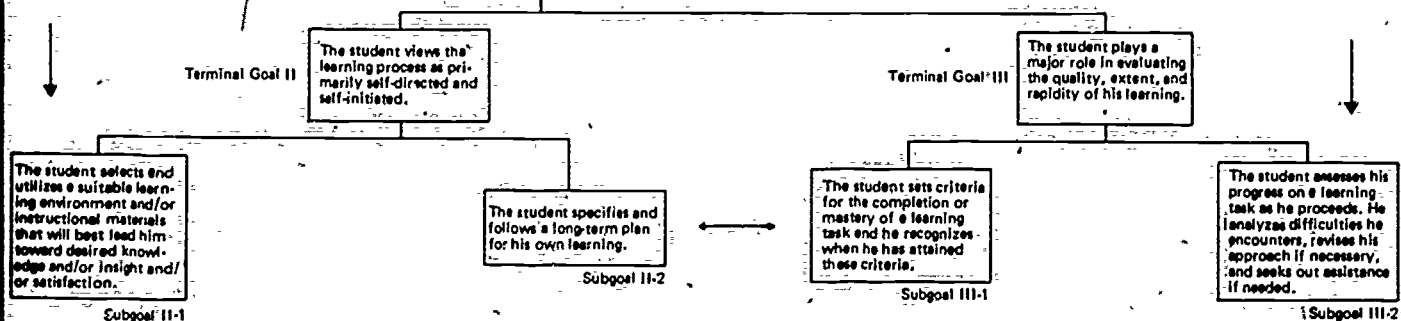 The student views the
learning process as pri-
marily self-directed and
self-initiated.
Terminal Goal II
The student plays a
major role in evaluating
the quality, extent, and
rapidity of his learning.
Terminal Goal III
The student selects end
utilizes e suitable learn-
ing environment and/or
instructional materials
that will best lead him
toward desired knowl-
edge and/or insight and/
or satisfaction.
Subgoal II-1
The student specifies and
follows a long-term plan
for his own learning.
Subgoal II-2
The student sets criteria
for the completion or
mastery of e learning
task end he recognizes
when he has attained
these criteria.
Subgoal III-1
The student assesses his
progress on e learning
task as he proceeds. He
analyzes difficulties he
encounters, revises his
approach if necessary,
and seeks out assistance
if needed.
Subgoal III-2